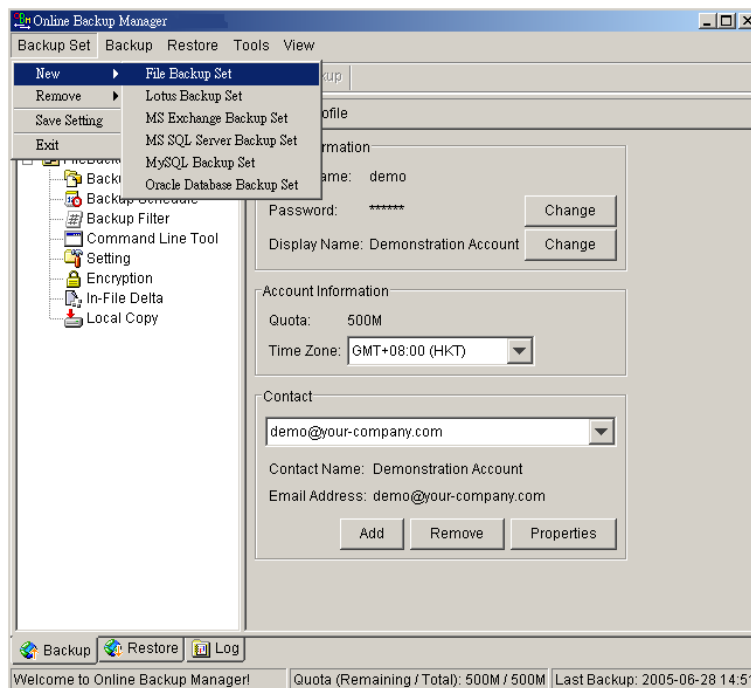 Online Backup Manager
Backup Set Backup Restore Tools View
New
Remove
Save Setting
Exit
File Backup Set
Lotus Backup Set
MS Exchange Backup Set
MS SQL Server Backup Set
MySQL Backup Set
Oracle Database Backup Set
Backup Filter
Command Line Tool
Setting
Encryption
In-File Delta
Local Copy
demo
Password: ******
Change
Display Name: Demonstration Account
Change
Account Information
Quota: 500M
Time Zone: GMT+08:00 (HKT)
Contact
demo@your-company.com
Contact Name: Demonstration Account
Email Address: demo@your-company.com
Add Remove Properties
Backup Restore Log
Welcome to Online Backup Manager! Quota (Remaining / Total): 500M / 500M Last Backup: 2005-06-28 14:5